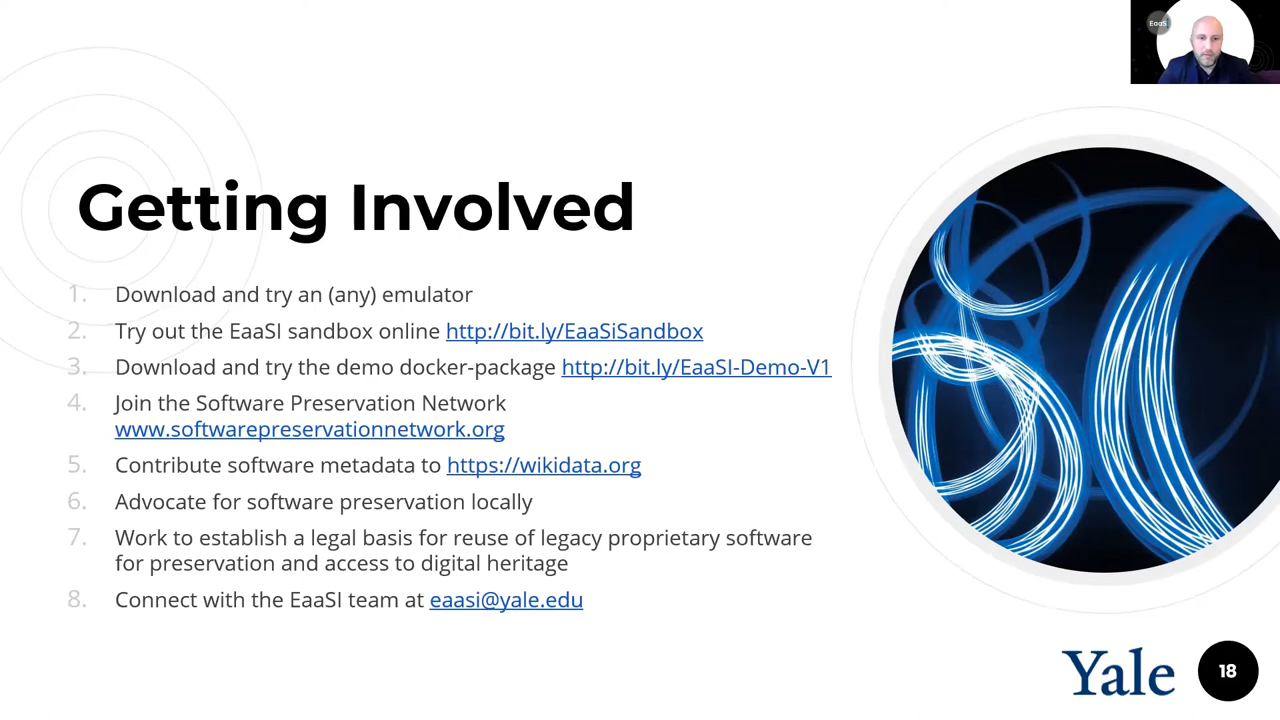 EaaSI
Getting Involved
1. Download and try an (any) emulator
2. Try out the EaaSI sandbox online http://bit.ly/EaaSiSandbox
3. Download and try the demo docker-package http://bit.ly/EaaSI-Demo-V1
4. Join the Software Preservation Network
www.softwarepreservationnetwork.org
5. Contribute software metadata to https://wikidata.org
6. Advocate for software preservation locally
7. Work to establish a legal basis for reuse of legacy proprietary software
for preservation and access to digital heritage
8. Connect with the EaaSI team at eaasi@yale.edu
Yale
18